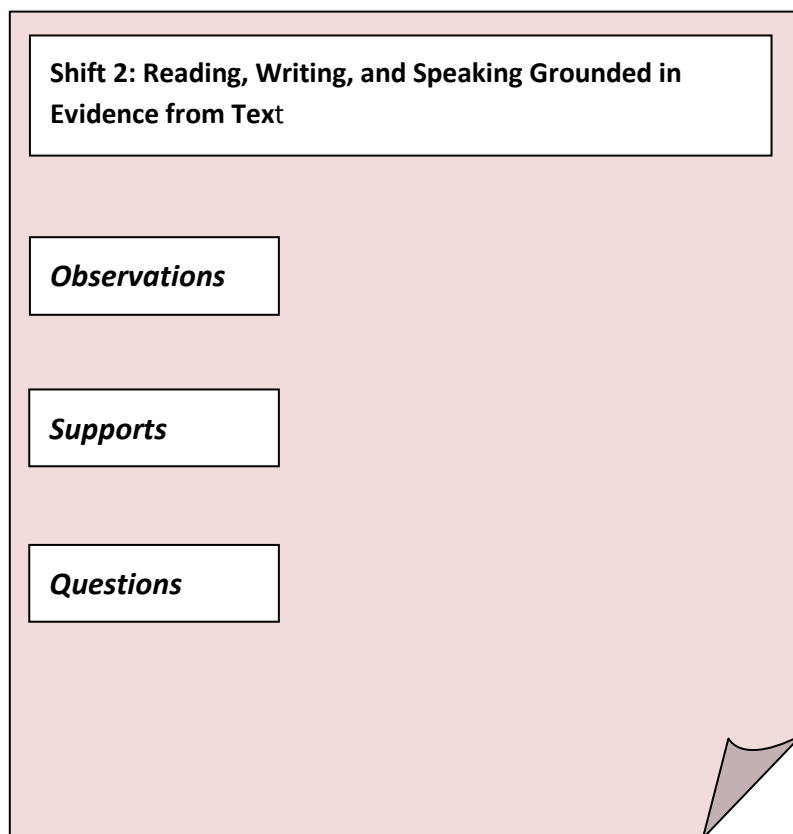 Shift 2: Reading, Writing, and Speaking Grounded in
Evidence from Text
Observations
Supports
Questions